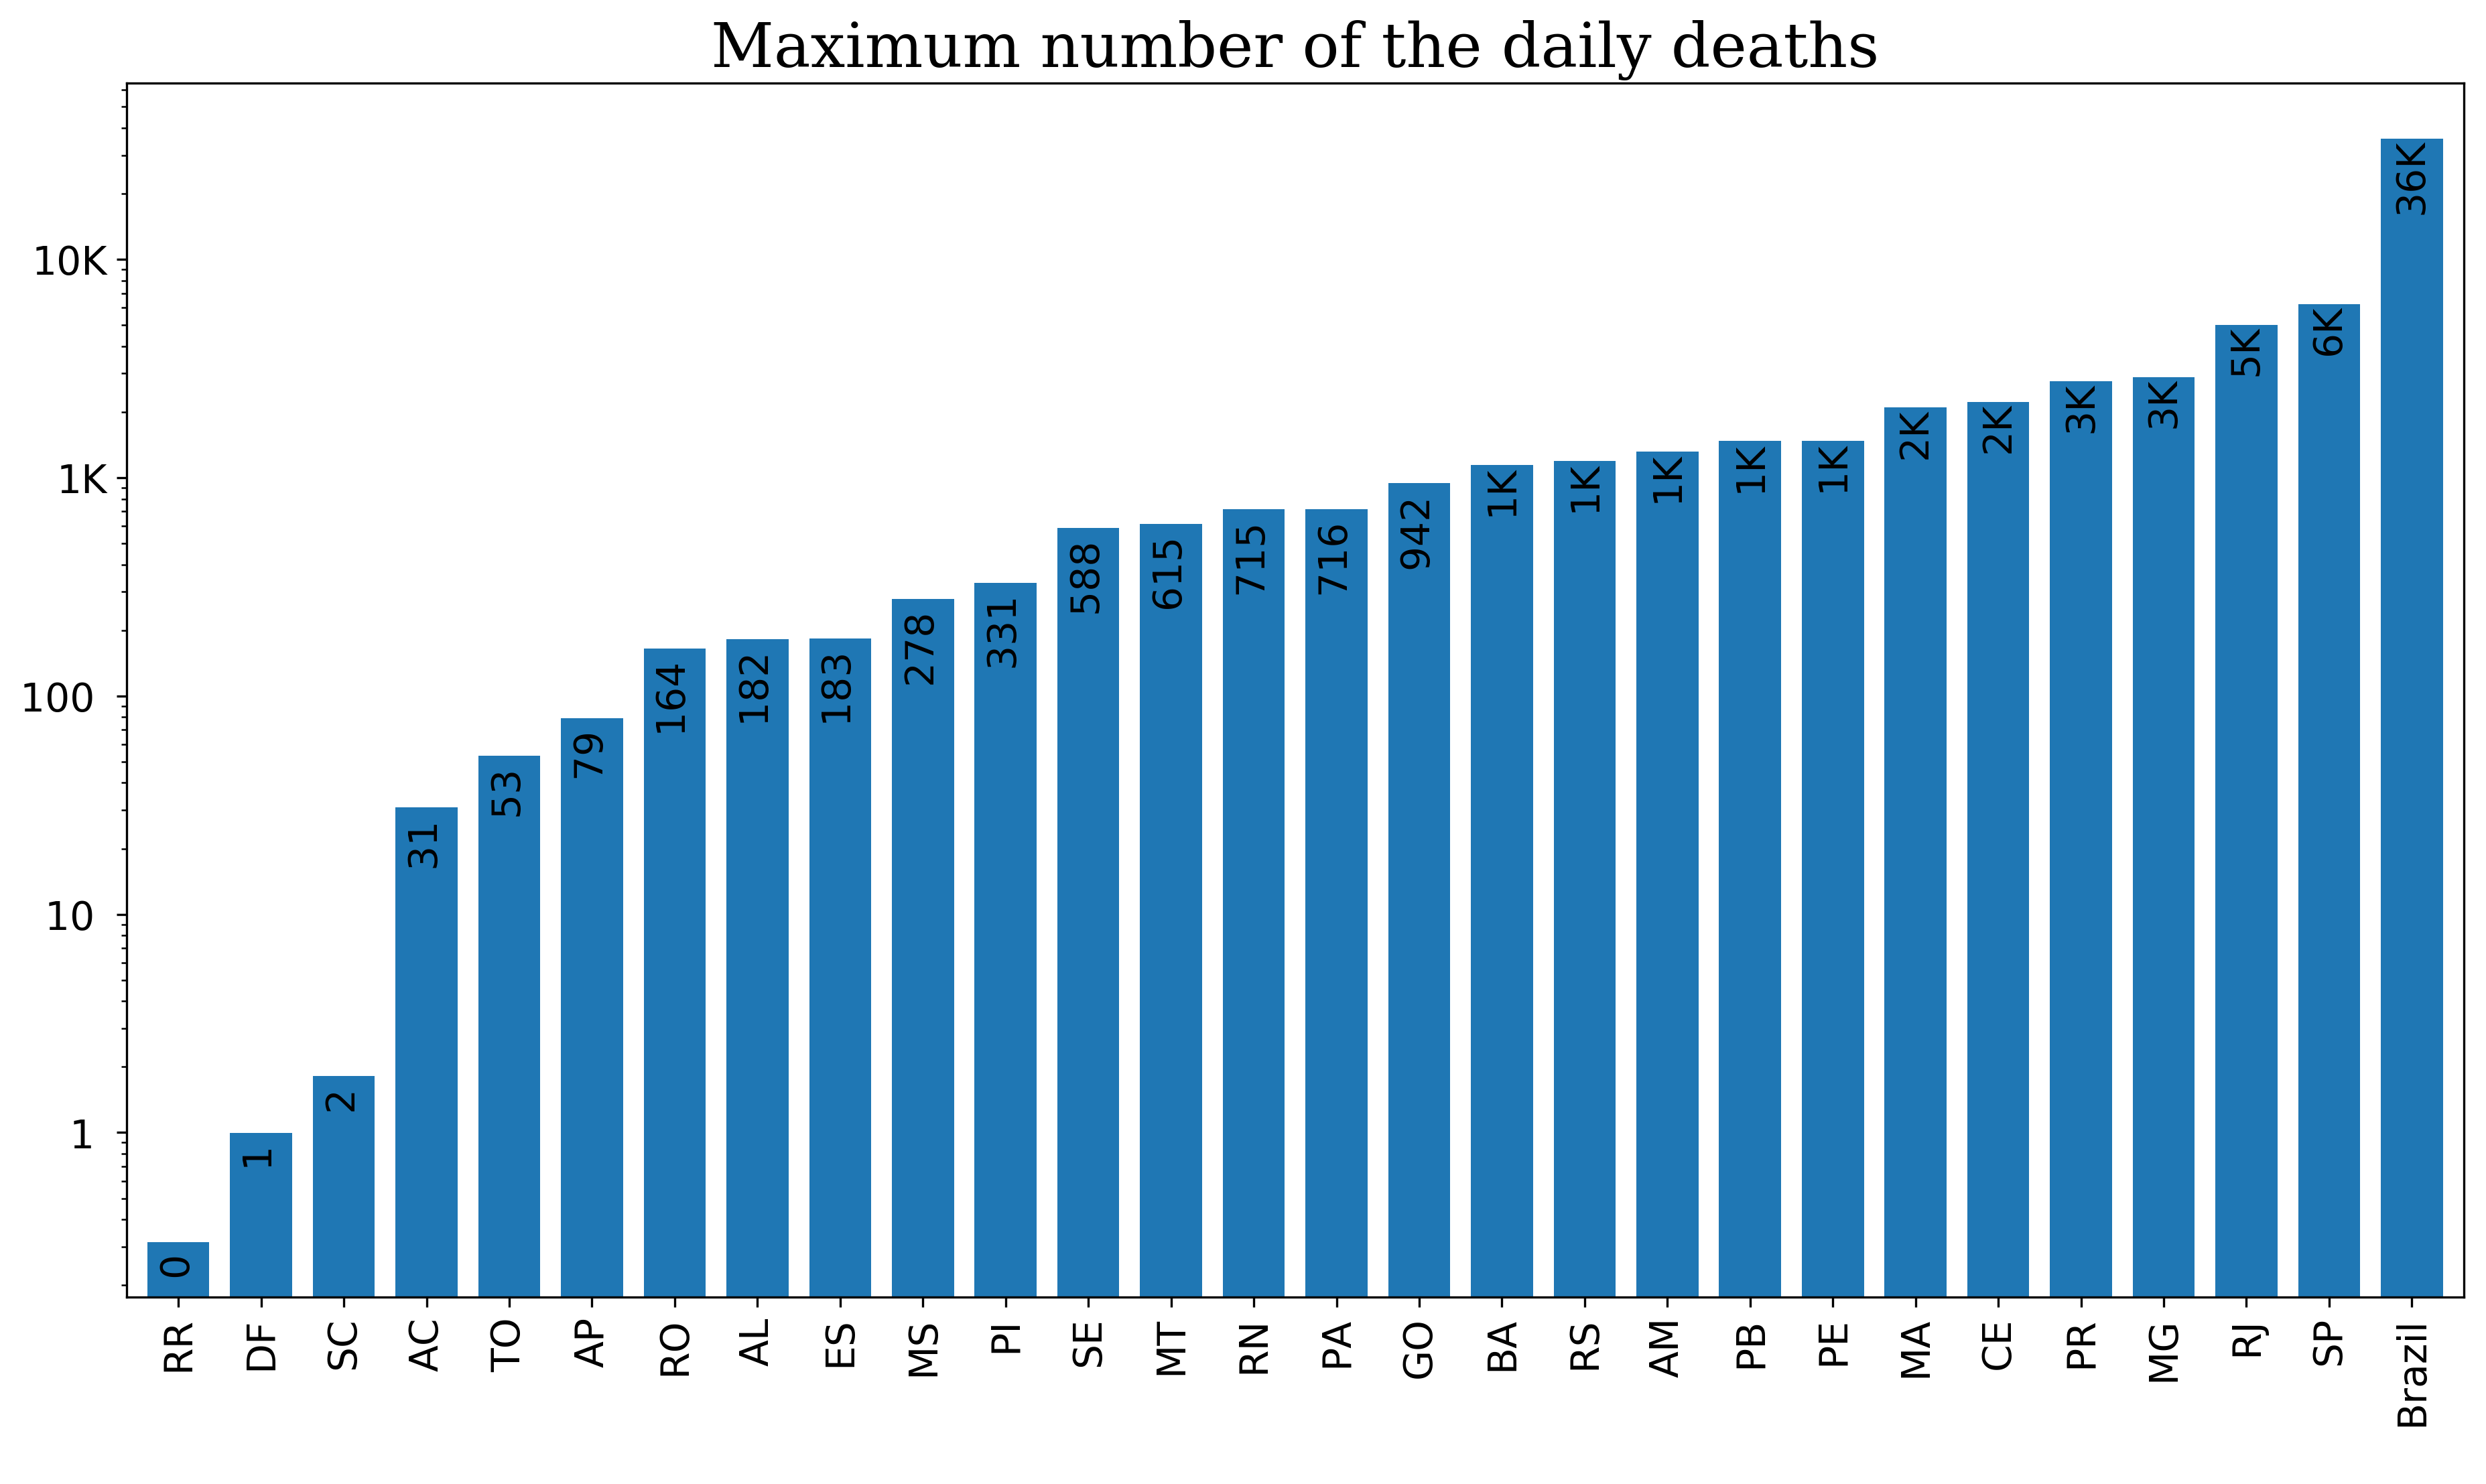 Maximum number of the daily deaths
10K
1K
100
10
1
0
1
2
31
53
79
164
182
183
278
331
588
615
715
716
942
1K
1K
1K
1K
1K
2K
2K
3K
3K
5K
6K
36K
RR
DF
SC
AC
TO
AP
RO
AL
ES
MS
PI
SE
MT
RN
PA
GO
BA
RS
AM
PB
PE
MA
CE
PR
MG
RJ
SP
Brazil